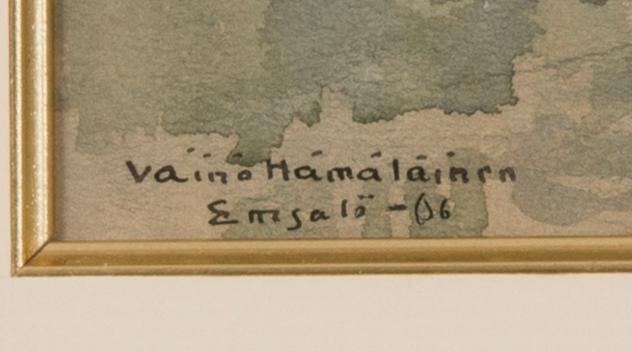 Väinö Hämäläinen
Emsalö -06